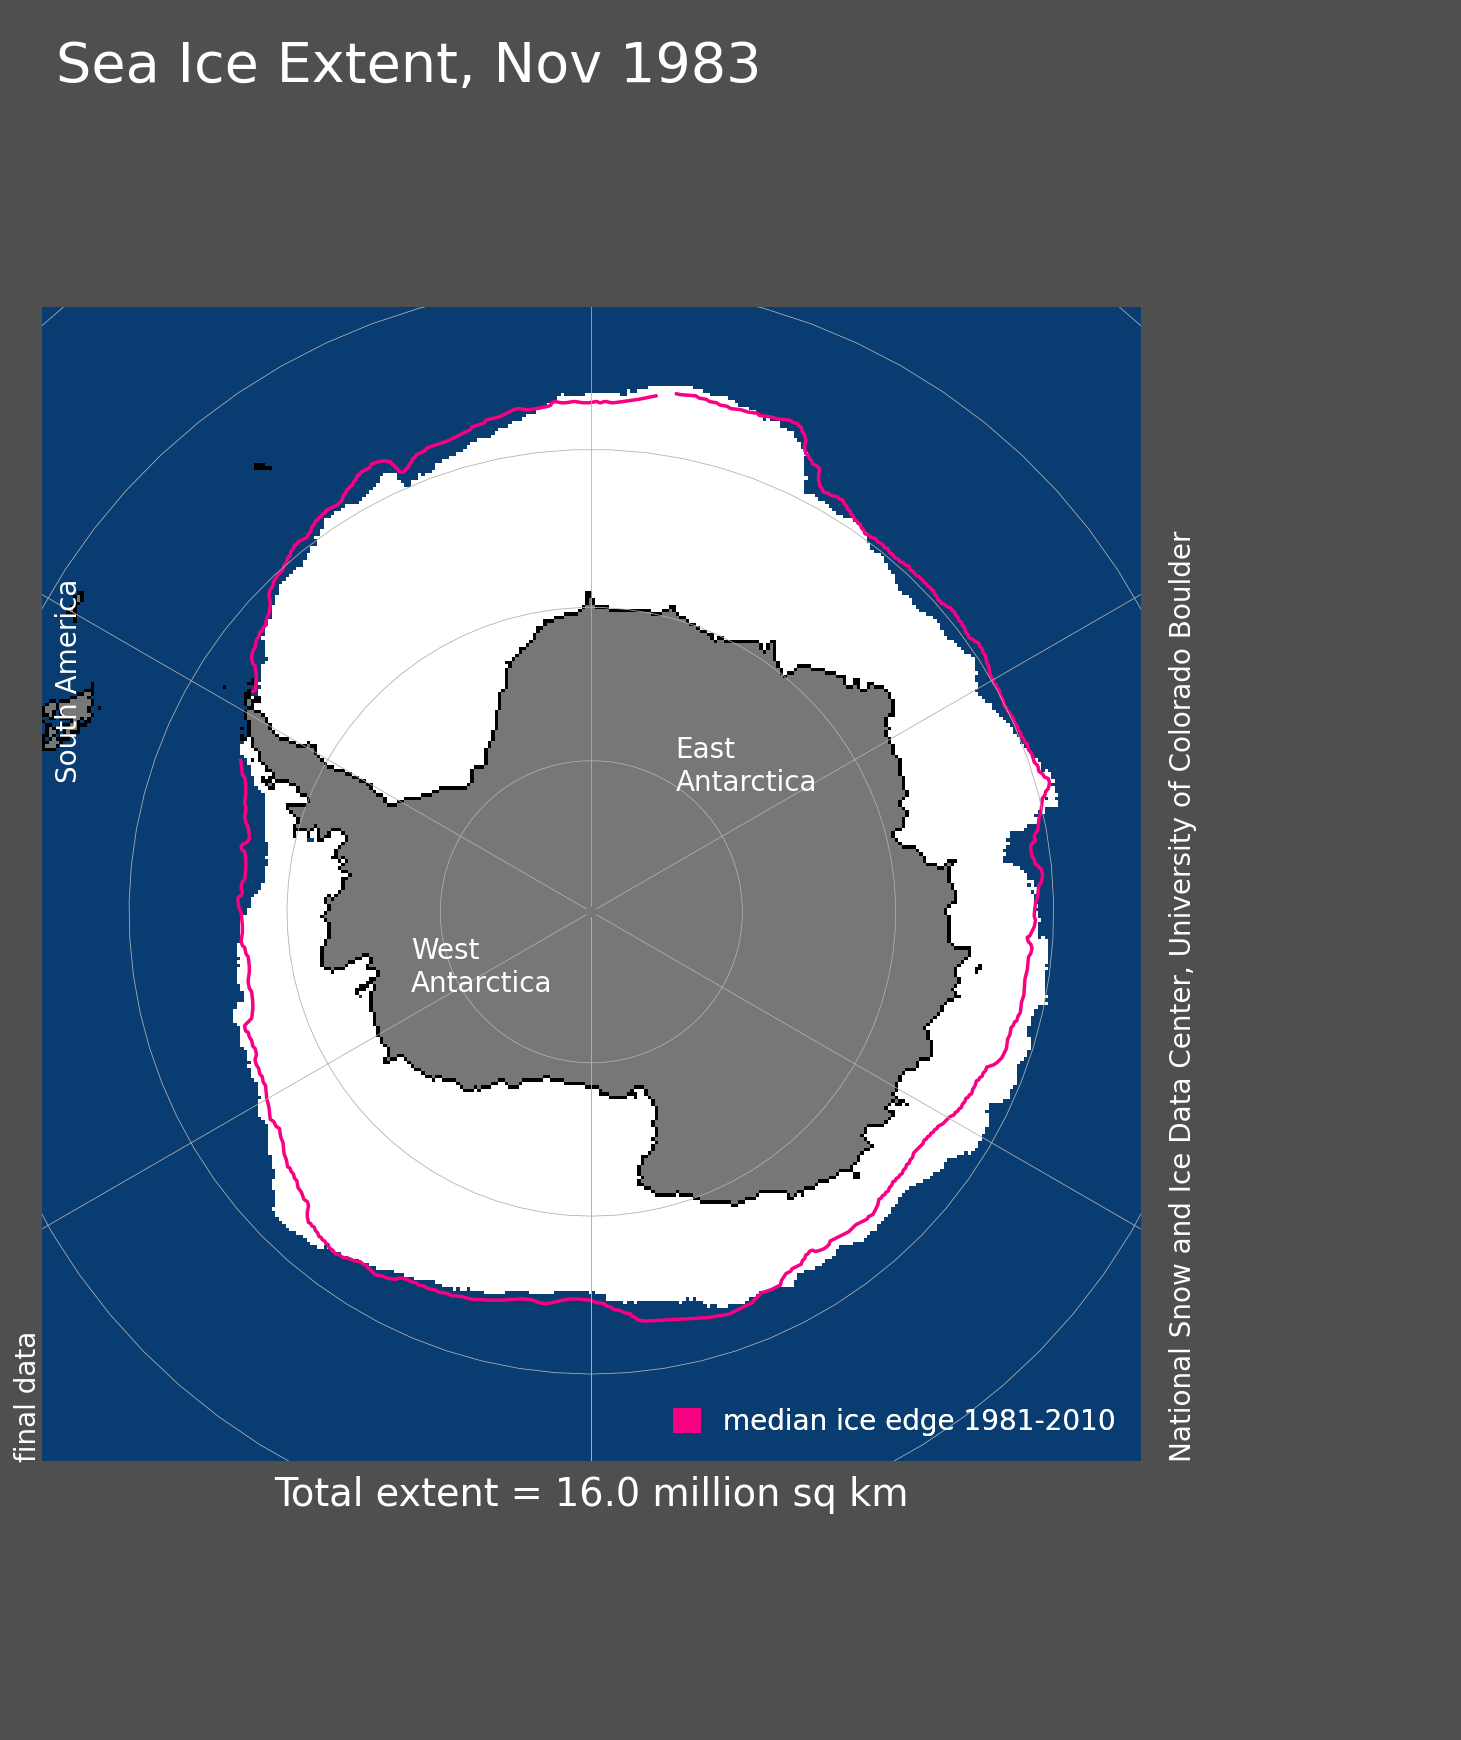 Sea Ice Extent, Nov 1983
South America
East
Antarctica
West
Antarctica
National Snow and Ice Data Center, University of Colorado Boulder
final data
median ice edge 1981-2010
Total extent = 16.0 million sq km